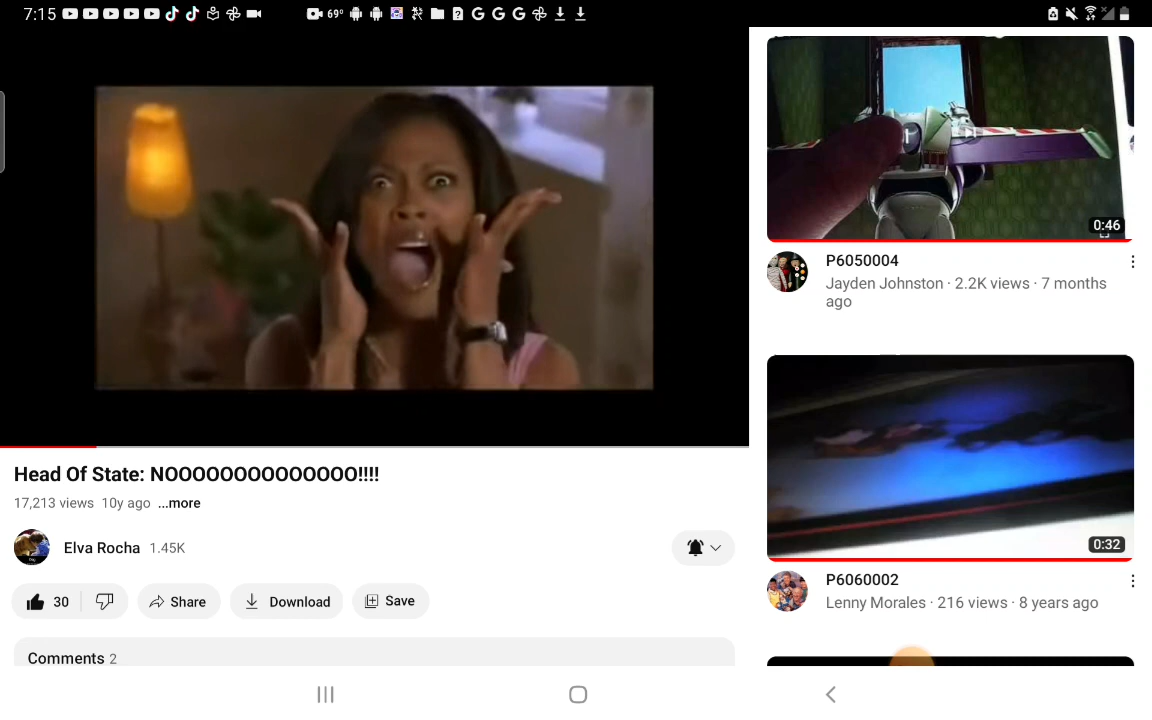 7:15
69°
0:46
P6050004
Jayden Johnston · 2.2K views · 7 months
ago
Head Of State: NOOOOOOOOOOOOOO!!!!
17,213 views 10y ago ...more
Elva Rocha 1.45K
30
Share
Download
Save
Comments 2
0:32
P6060002
Lenny Morales · 216 views · 8 years ago